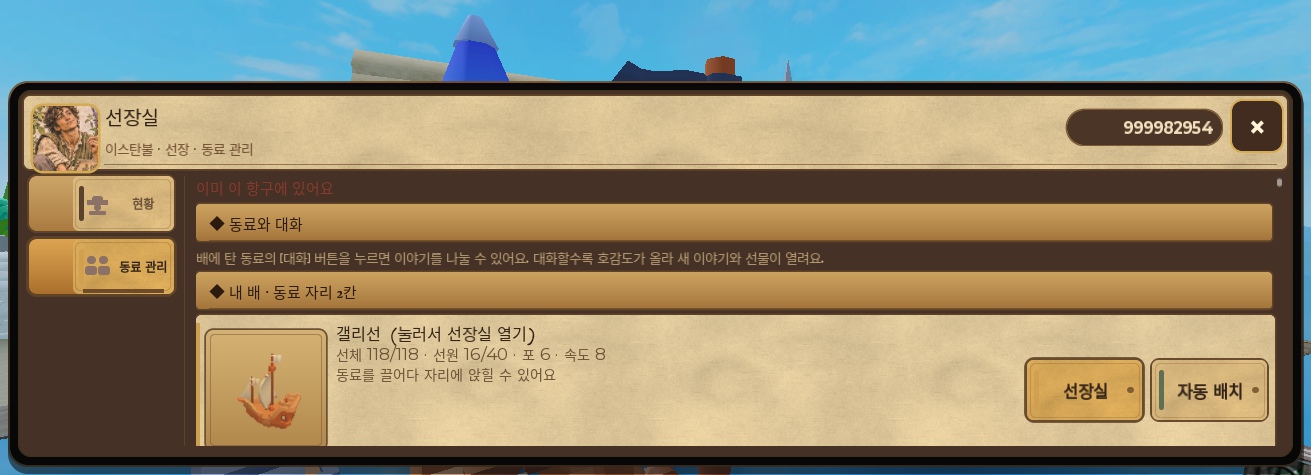 선장실
999982954
이스탄불 · 선장 · 동료 관리
현황
동료 관리
이미 이 항구에 있어요
◆ 동료와 대화
배에 탄 동료의 [대화] 버튼을 누르면 이야기를 나눌 수 있어요. 대화할수록 호감도가 올라 새 이야기와 선물이 열려요.
◆ 내 배 · 동료 자리 2칸
갤리선 (눌러서 선장실 열기)
선체 118/118 · 선원 16/40 · 포 6 · 속도 8
동료를 끌어다 자리에 앉힐 수 있어요
선장실
자동 배치